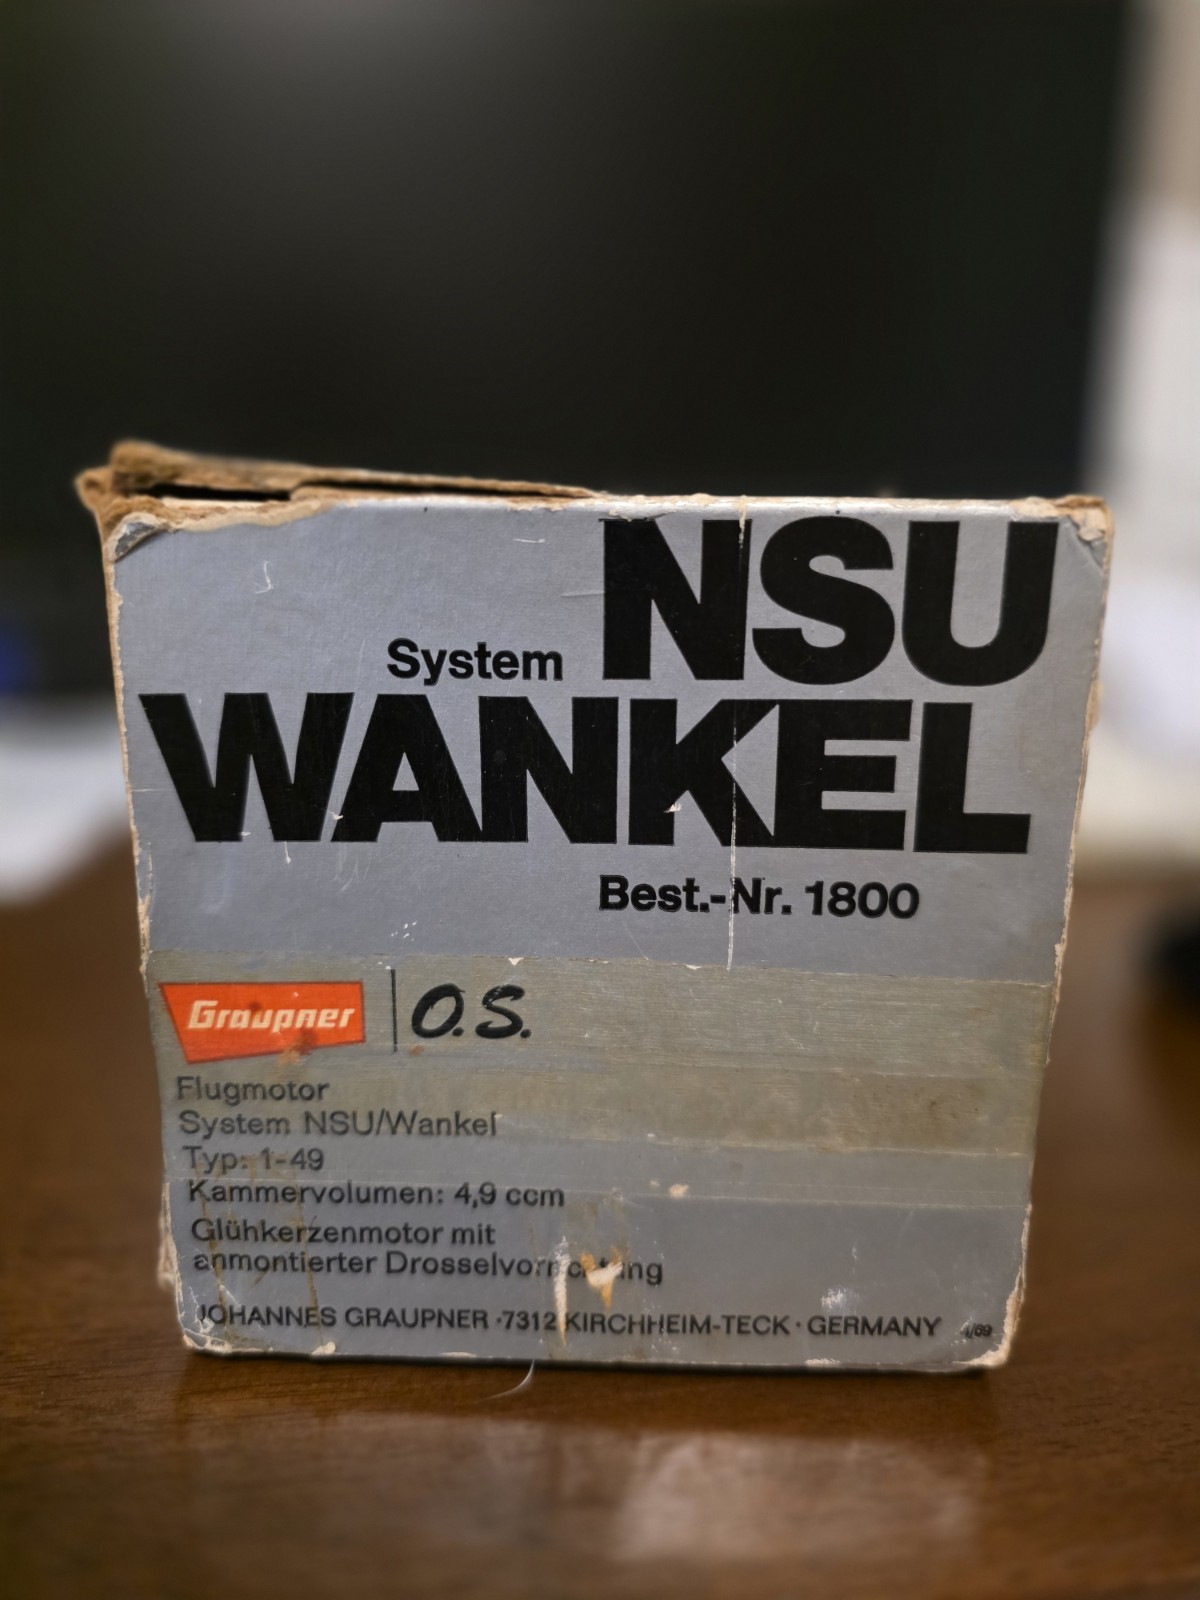 NSU
System
WANKEL
Best.-Nr. 1800
Graupner
O.S.
Flugmotor
System NSU/Wankel
Typ: 1-49
Kammervolumen: 4,9 ccm
Glühkerzenmotor mit
anmontierter Drosselvorrichtung
JOHANNES GRAUPNER · 7312 KIRCHHEIM-TECK · GERMANY